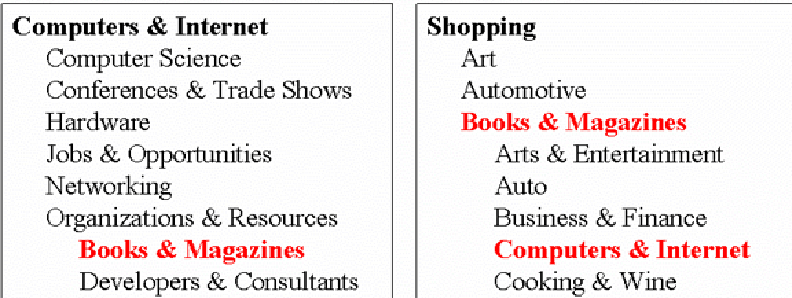 Computers & Internet
Computer Science
Conferences & Trade Shows
Hardware
Jobs & Opportunities
Networking
Organizations & Resources
Books & Magazines
Developers & Consultants
Shopping
Art
Automotive
Books & Magazines
Arts & Entertainment
Auto
Business & Finance
Computers & Internet
Cooking & Wine